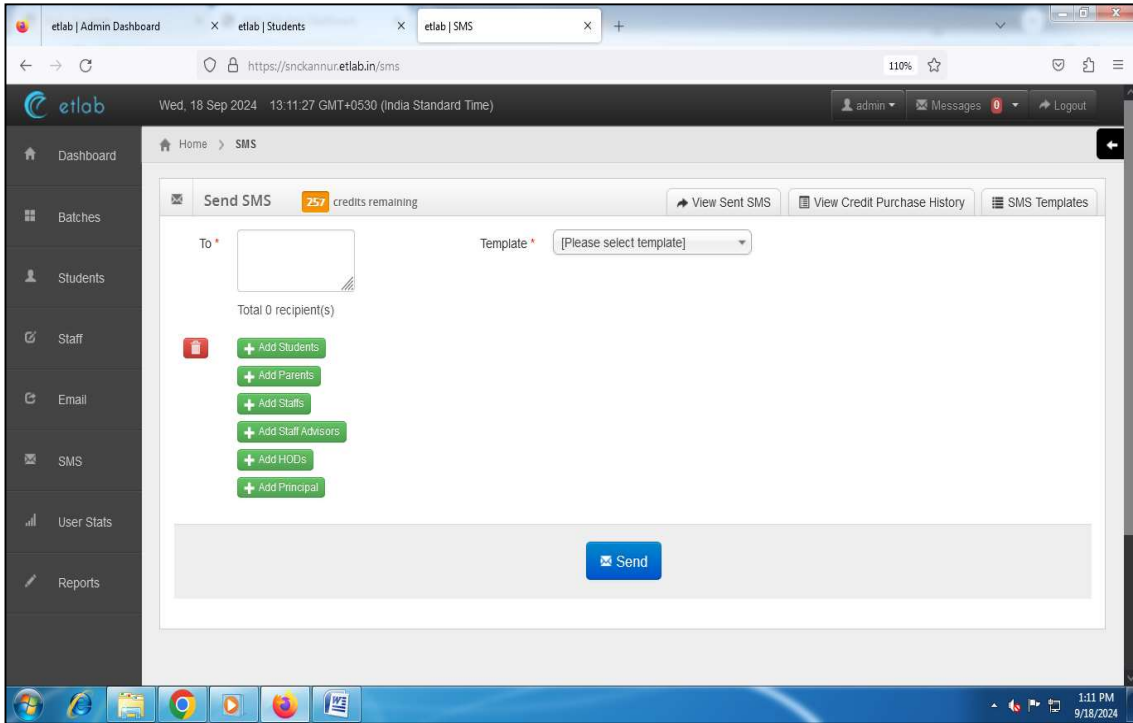 etlab | Admin Dashboard
etlab | Students
etlab | SMS
https://snckannur.etlab.in/sms
110%
etlab
Wed, 18 Sep 2024 13:11:27 GMT+0530 (India Standard Time)
admin
Messages 0
Logout
Home > SMS
Dashboard
Batches
Students
Staff
Email
SMS
User Stats
Reports
Send SMS
257 credits remaining
View Sent SMS
View Credit Purchase History
SMS Templates
To *
Template *
[Please select template]
Total 0 recipient(s)
Add Students
Add Parents
Add Staffs
Add Staff Advisors
Add HODs
Add Principal
Send
1:11 PM
9/18/2024